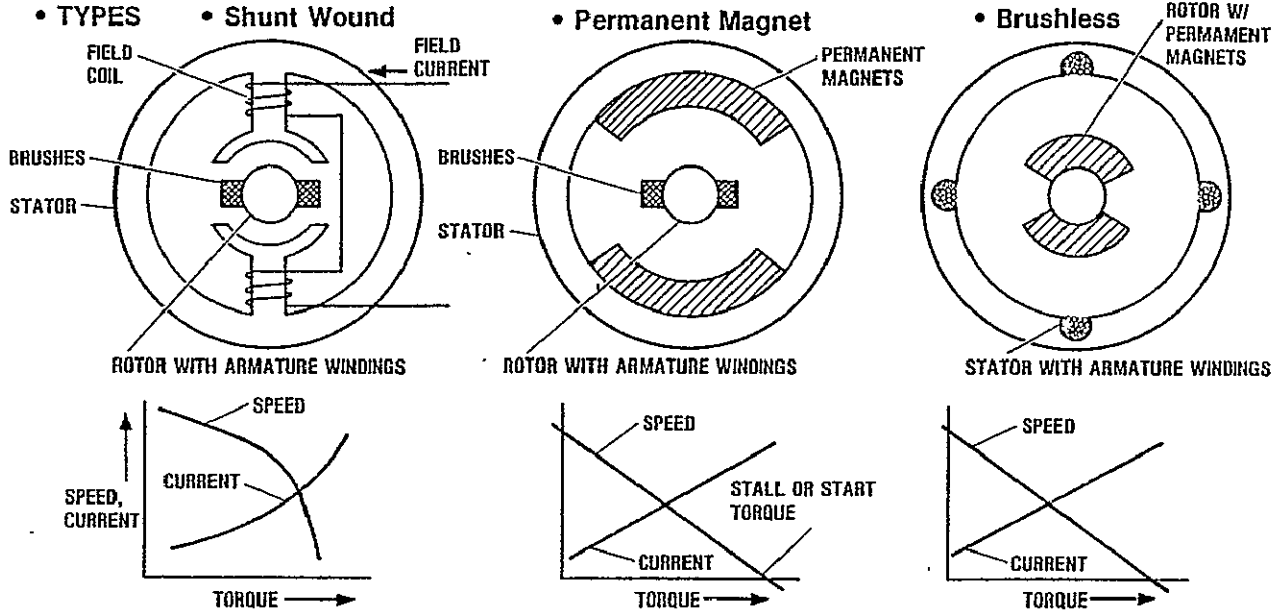 • TYPES
• Shunt Wound
FIELD
COIL
FIELD
CURRENT
BRUSHES
STATOR
ROTOR WITH ARMATURE WINDINGS
SPEED
CURRENT
SPEED,
CURRENT
TORQUE
• Permanent Magnet
PERMANENT
MAGNETS
BRUSHES
STATOR
ROTOR WITH ARMATURE WINDINGS
SPEED
STALL OR START
TORQUE
CURRENT
TORQUE
• Brushless
ROTOR W/
PERMAMENT
MAGNETS
STATOR WITH ARMATURE WINDINGS
SPEED
CURRENT
TORQUE